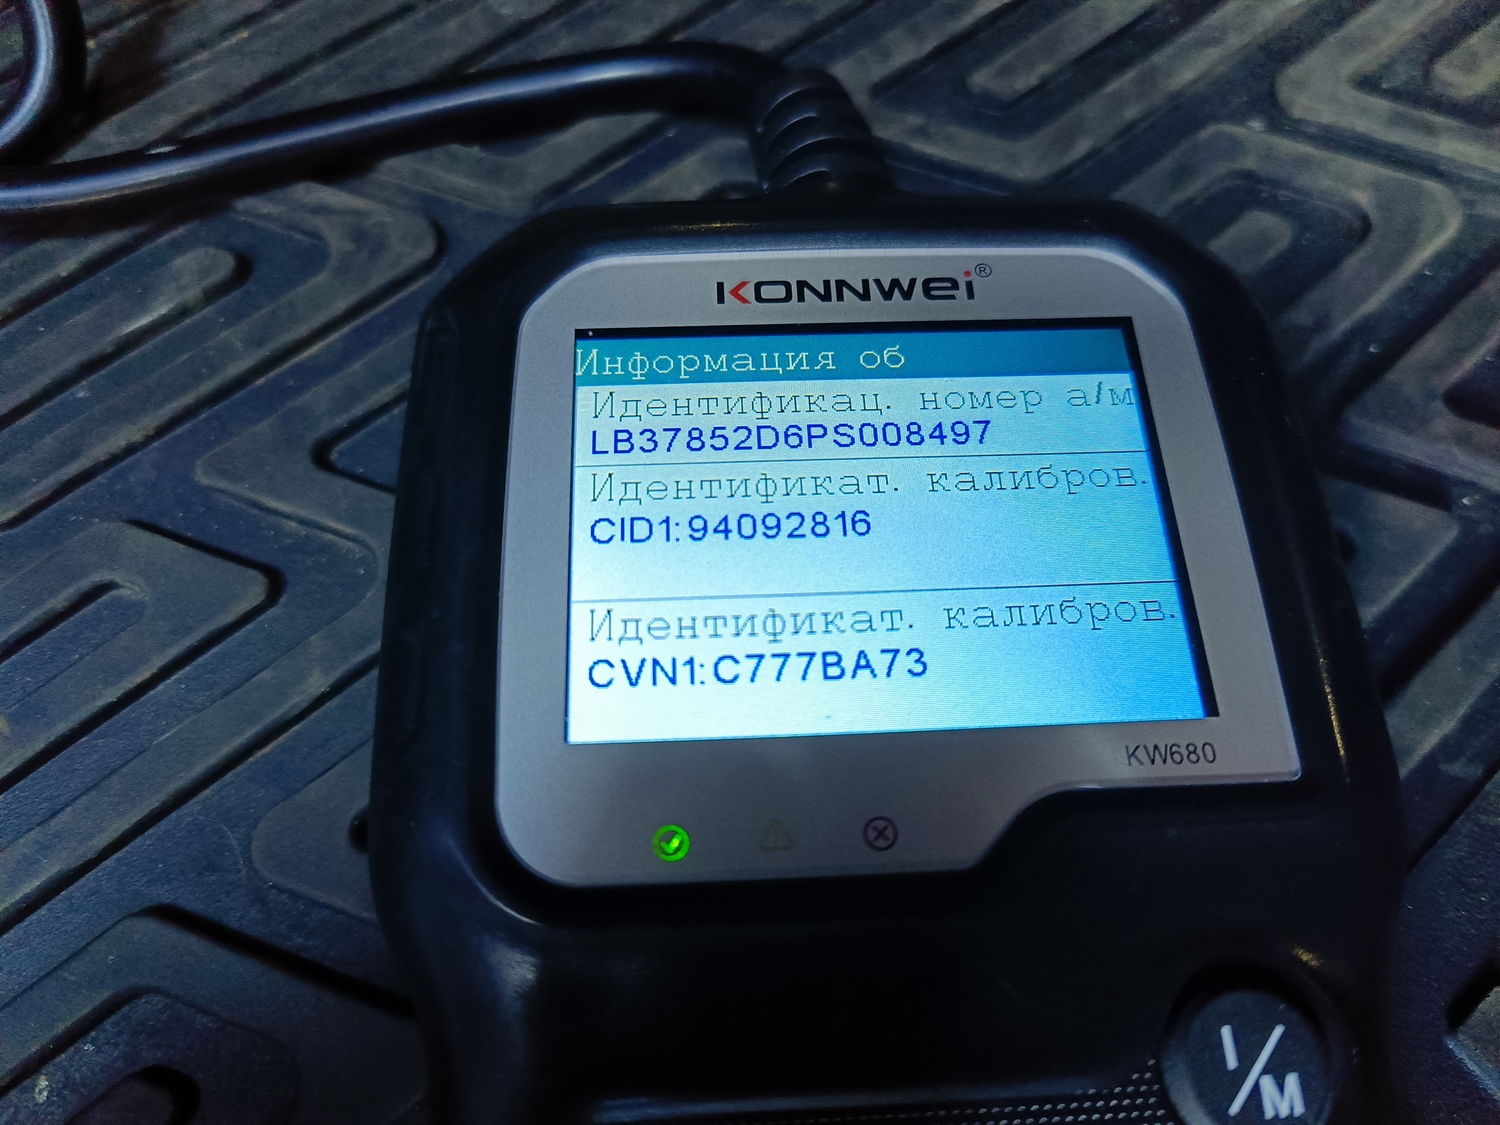 KONNWEI®
Информация об
Идентификац. номер а/м
LB37852D6PS008497
Идентификат. калибров.
CID1:94092816
Идентификат. калибров.
CVN1:C777BA73
KW680
I/M